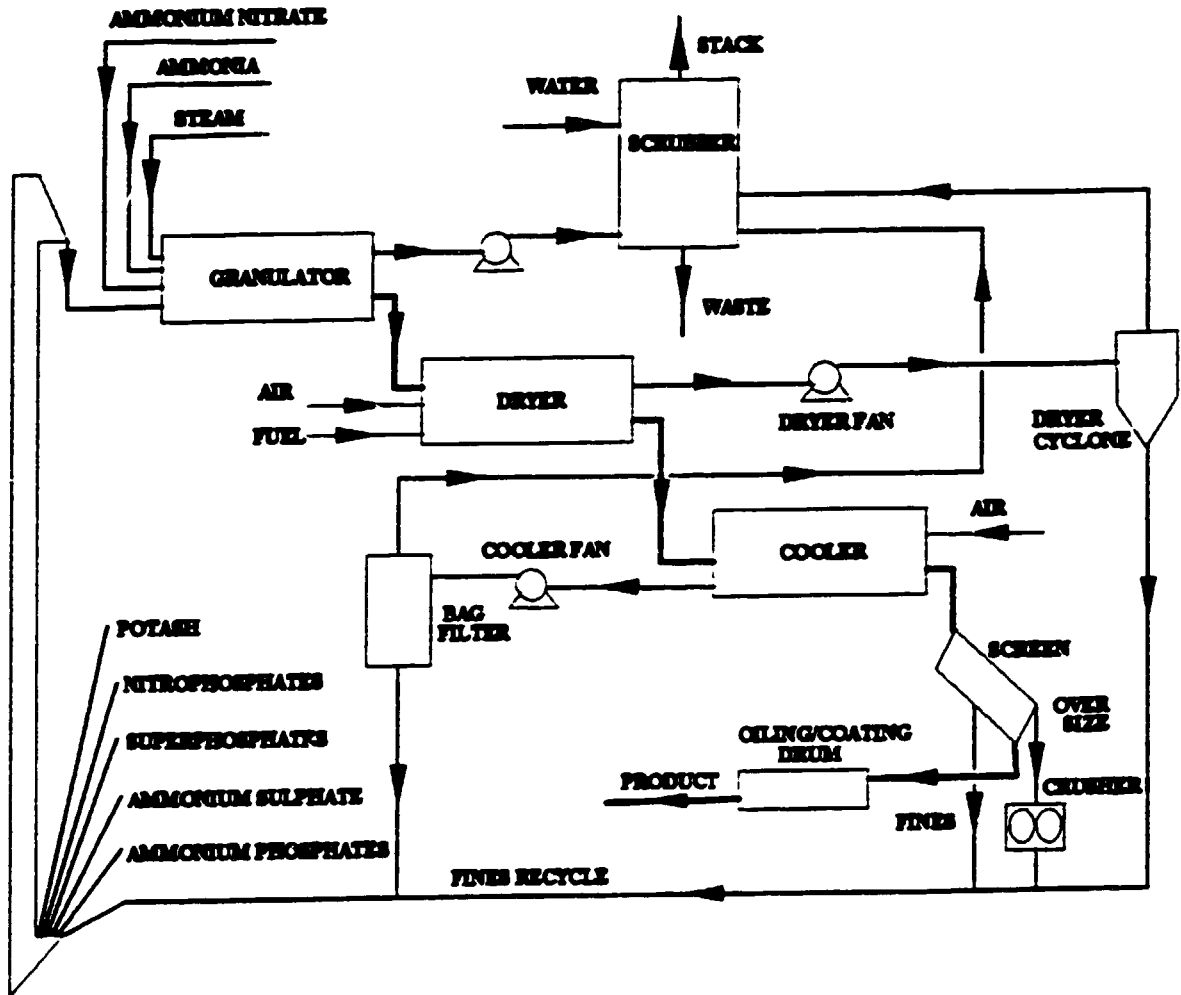 AMMONIUM NITRATE
AMMONIA
STEAM
STACK
WATER
SCRUBBER
GRANULATOR
WASTE
AIR
FUEL
DRYER
DRYER FAN
DRYER
CYCLONE
AIR
COOLER FAN
COOLER
BAG
FILTER
POTASH
NITROPHOSPHATES
SUPERPHOSPHATES
AMMONIUM SULPHATE
AMMONIUM PHOSPHATES
SCREEN
OVER
SIZE
OILING/COATING
DRUM
PRODUCT
CRUSHER
FINES
FINES RECYCLE